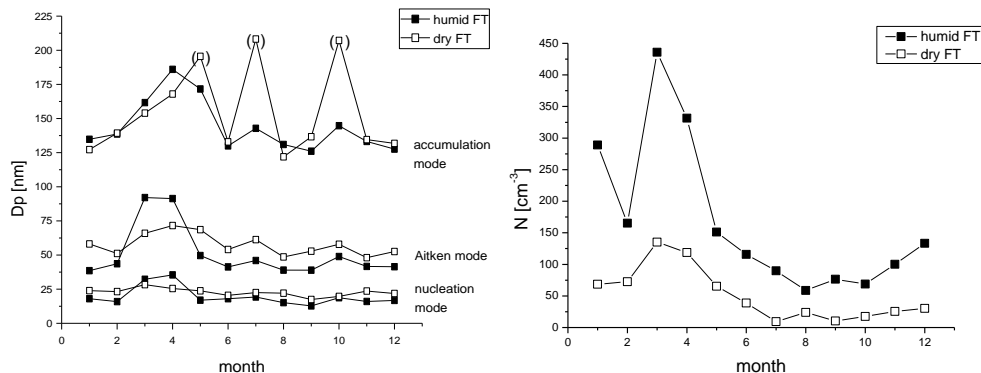 humid FT
dry FT
225
200
175
150
125
100
75
50
25
0
Dp [nm]
( )
( )
( )
accumulation
mode
Aitken mode
nucleation
mode
0 2 4 6 8 10 12
month
humid FT
dry FT
450
400
350
300
250
200
150
100
50
0
N [cm-3]
0 2 4 6 8 10 12
month